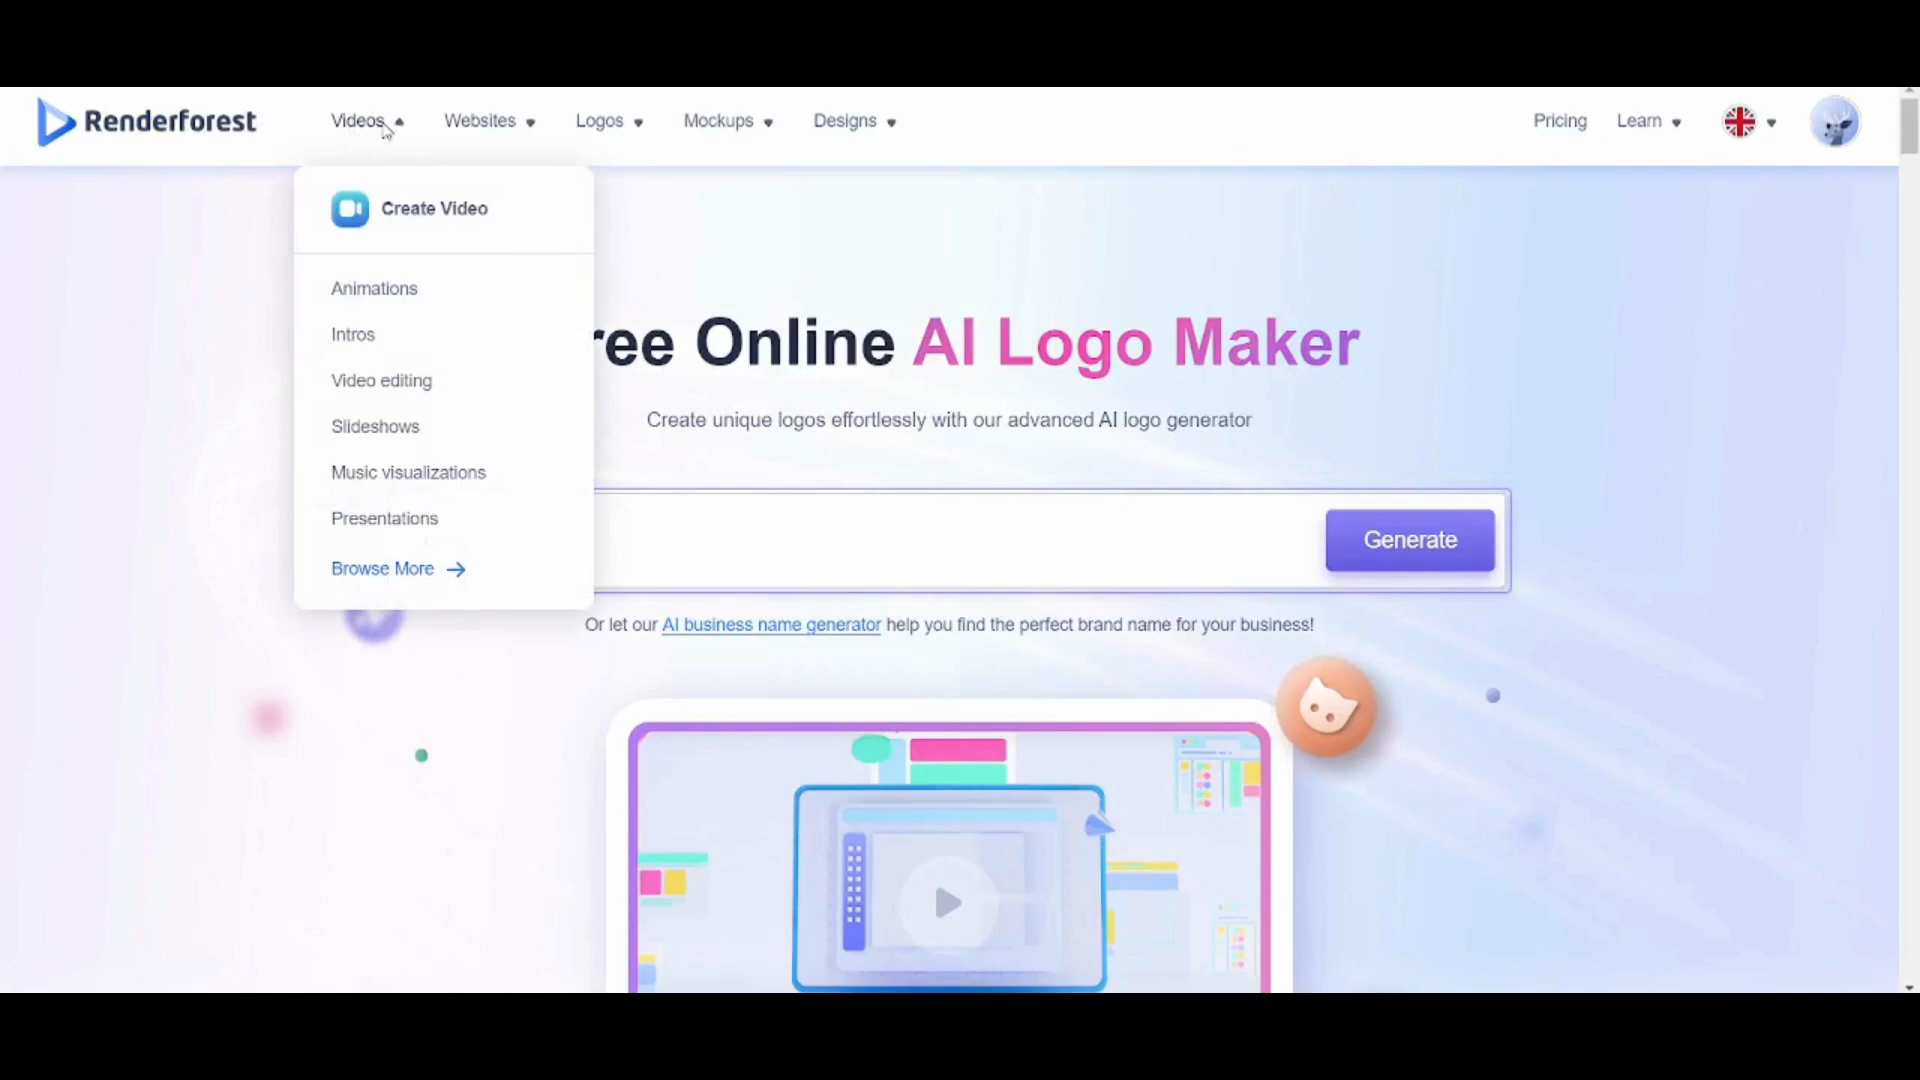 Renderforest
Videos
Websites
Logos
Mockups
Designs
Pricing
Learn
Create Video
Animations
Intros
Video editing
Slideshows
Music visualizations
Presentations
Browse More
ree Online AI Logo Maker
Create unique logos effortlessly with our advanced AI logo generator
Generate
Or let our AI business name generator help you find the perfect brand name for your business!